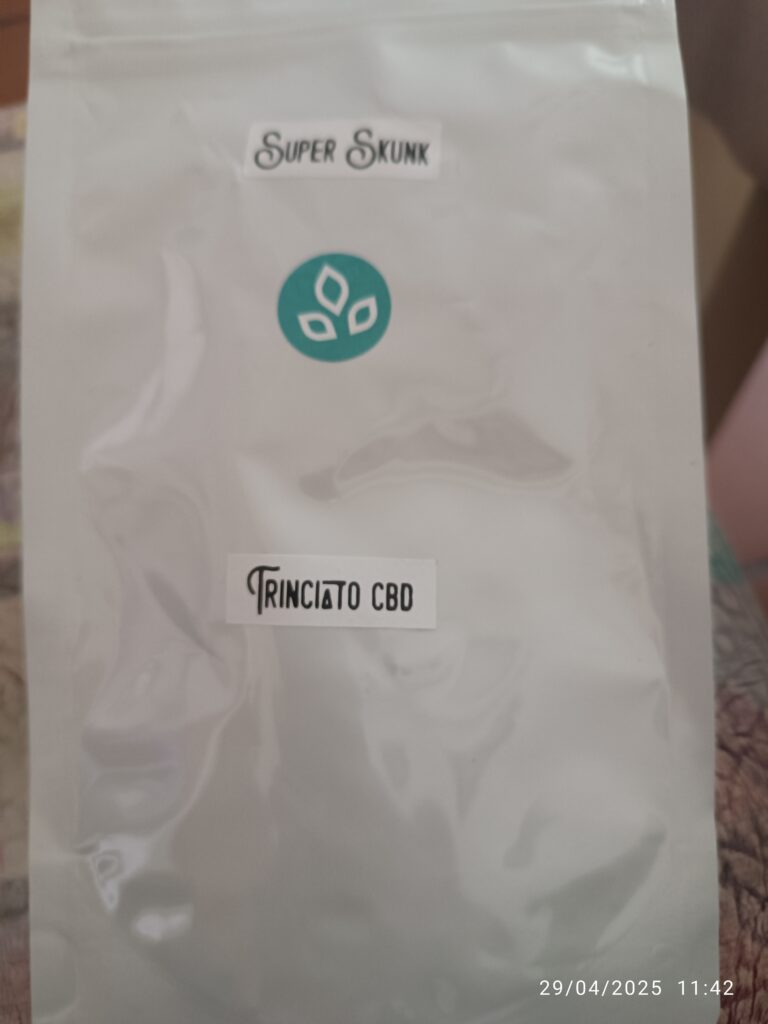 Super Skunk
Trinciato CBD
29/04/2025 11:42